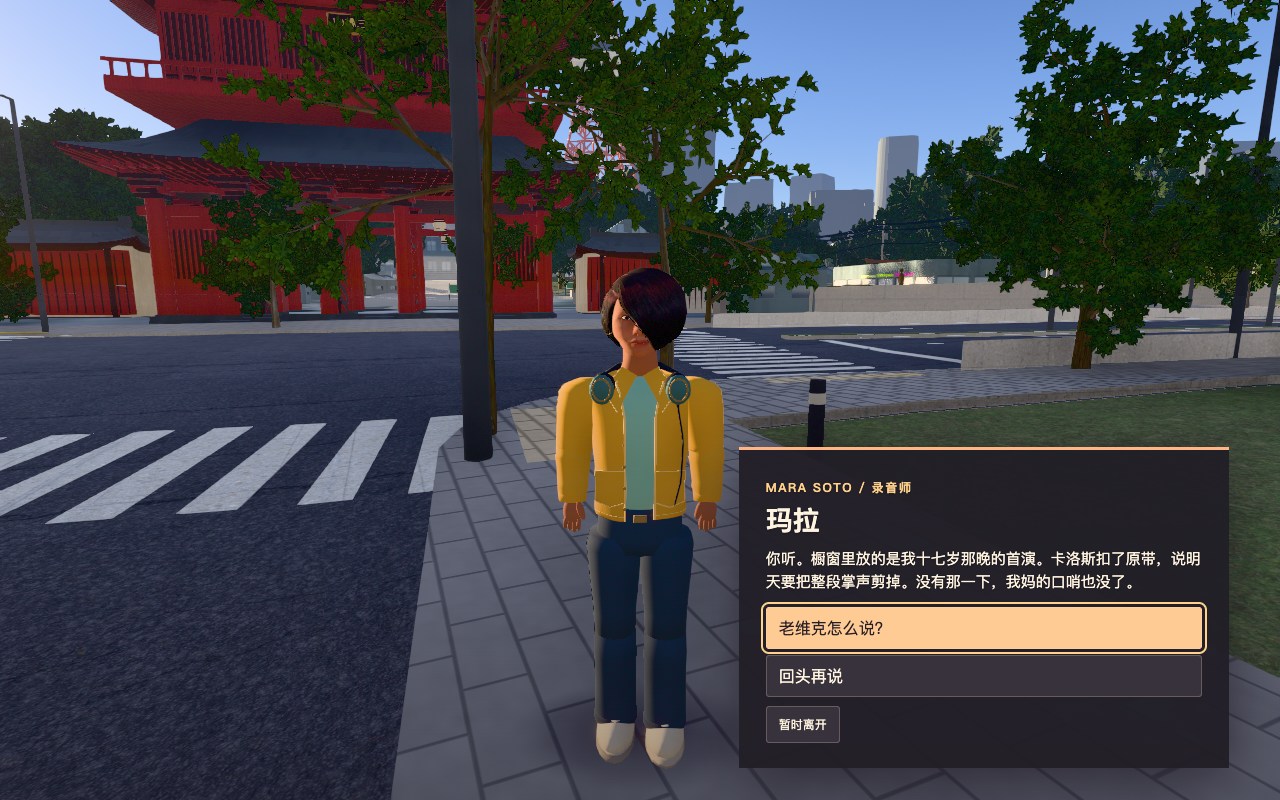 MARA SOTO / 录音师
玛拉
你听。橱窗里放的是我十七岁那晚的首演。卡洛斯扣了原带，说明
天要把整段掌声剪掉。没有那一下，我妈的口哨也没了。
老维克怎么说?
回头再说
暂时离开